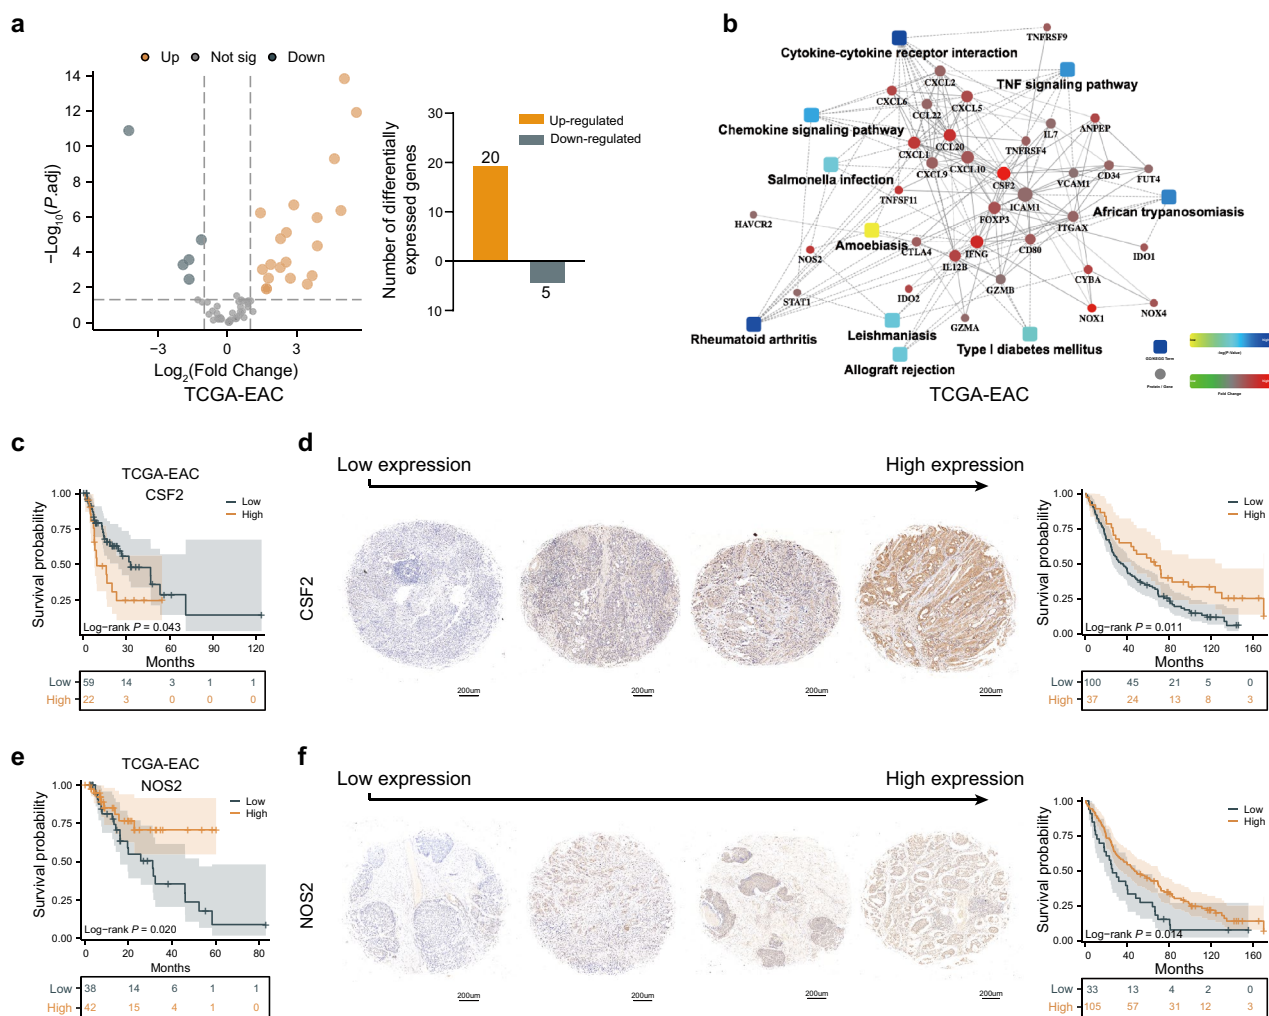 a
Up
Not sig
Down
14
12
10
8
6
4
2
0
−Log10(P.adj)
−3
0
3
Log2(Fold Change)
TCGA-EAC
Number of differentially
expressed genes
30
20
10
0
10
Up-regulated
Down-regulated
20
5
b
TNFRSF9
Cytokine-cytokine receptor interaction
CXCL2
TNF signaling pathway
CXCL6
CXCL5
CCL22
Chemokine signaling pathway
IL7
ANPEP
CXCL1
CCL20
TNFRSF4
CXCL9
CXCL10
Salmonella infection
CSF2
VCAM1
CD34
FUT4
TNFSF11
ICAM1
African trypanosomiasis
HAVCR2
FOXP3
ITGAX
Amoebiasis
CTLA4
IFNG
CD80
IDO1
NOS2
IL12B
CYBA
STAT1
IDO2
GZMB
NOX1
NOX4
Rheumatoid arthritis
Leishmaniasis
GZMA
Type I diabetes mellitus
Allograft rejection
GO/KEGG Term
-log(P-Value)
Protein / Gene
Fold Change
TCGA-EAC
c
TCGA-EAC
CSF2
Low
High
Survival probability
1.00
0.75
0.50
0.25
Log−rank P = 0.043
0
30
60
90
120
Months
Low 59 14 3 1 1
High 22 3 0 0 0
d
Low expression
High expression
CSF2
200um
200um
200um
200um
Low
High
Survival probability
1.00
0.75
0.50
0.25
0.00
Log−rank P = 0.011
0
40
80
120
160
Months
Low 100 45 21 5 0
High 37 24 13 8 3
e
TCGA-EAC
NOS2
Low
High
Survival probability
1.00
0.75
0.50
0.25
0.00
Log−rank P = 0.020
0
20
40
60
80
Months
Low 38 14 6 1 1
High 42 15 4 1 0
f
Low expression
High expression
NOS2
200um
200um
200um
200um
Low
High
Survival probability
1.00
0.75
0.50
0.25
0.00
Log−rank P = 0.014
0
40
80
120
160
Months
Low 33 13 4 2 0
High 105 57 31 12 3